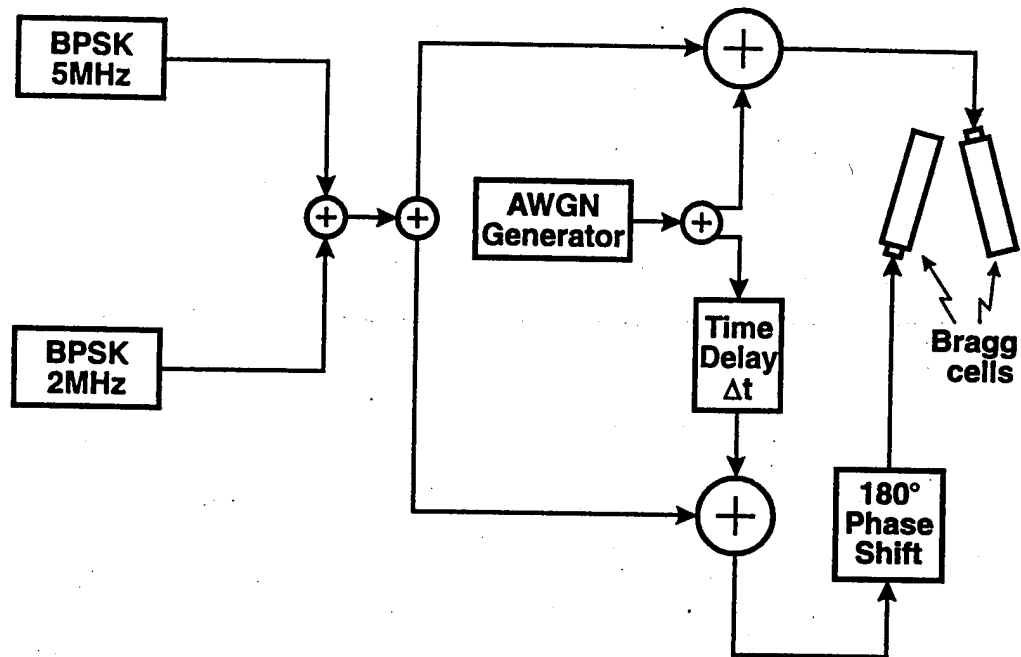 BPSK
5MHz
AWGN
Generator
BPSK
2MHz
Time
Delay
Δt
Bragg
cells
180°
Phase
Shift